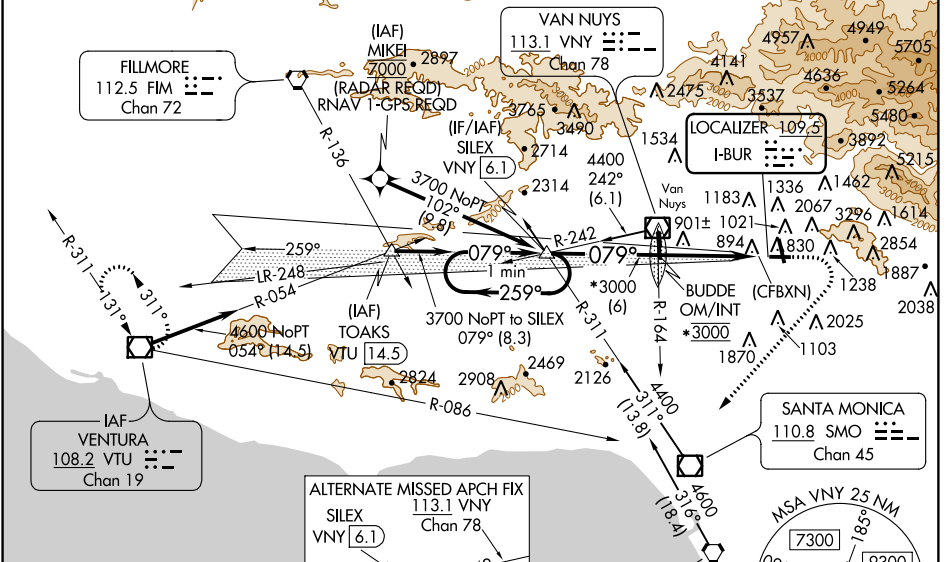 FILLMORE
112.5 FIM
Chan 72
(IAF)
MIKEI
7000
(RADAR REQD)
RNAV 1-GPS REQD
2897
VAN NUYS
113.1 VNY
Chan 78
4957
4949
5705
4141
4636
5264
2475
3537
5480
3765
3490
LOCALIZER 109.5
I-BUR
3892
5215
1534
(IF/IAF)
SILEX
VNY 6.1
2714
2314
4400
242°
(6.1)
Van
Nuys
1183
1336
1462
2067
3296
1614
901±
1021
894
830
2854
1887
1238
2038
R-136
3700 NoPT
102°
(9.8)
R-242
259°
079°
079°
1 min
259°
LR-248
R-054
R-311
131°
311°
*3000
(6)
BUDDE
OM/INT
*3000
(CFBXN)
R-164
R-311
(IAF)
TOAKS
VTU 14.5
3700 NoPT to SILEX
079° (8.3)
4600 NoPT
054° (14.5)
2824
2908
2469
2126
1870
1103
2025
R-086
4400
311°
(13.8)
IAF
VENTURA
108.2 VTU
Chan 19
SANTA MONICA
110.8 SMO
Chan 45
4600
316°
(18.4)
ALTERNATE MISSED APCH FIX
SILEX
VNY 6.1
113.1 VNY
Chan 78
MSA VNY 25 NM
7300
185°